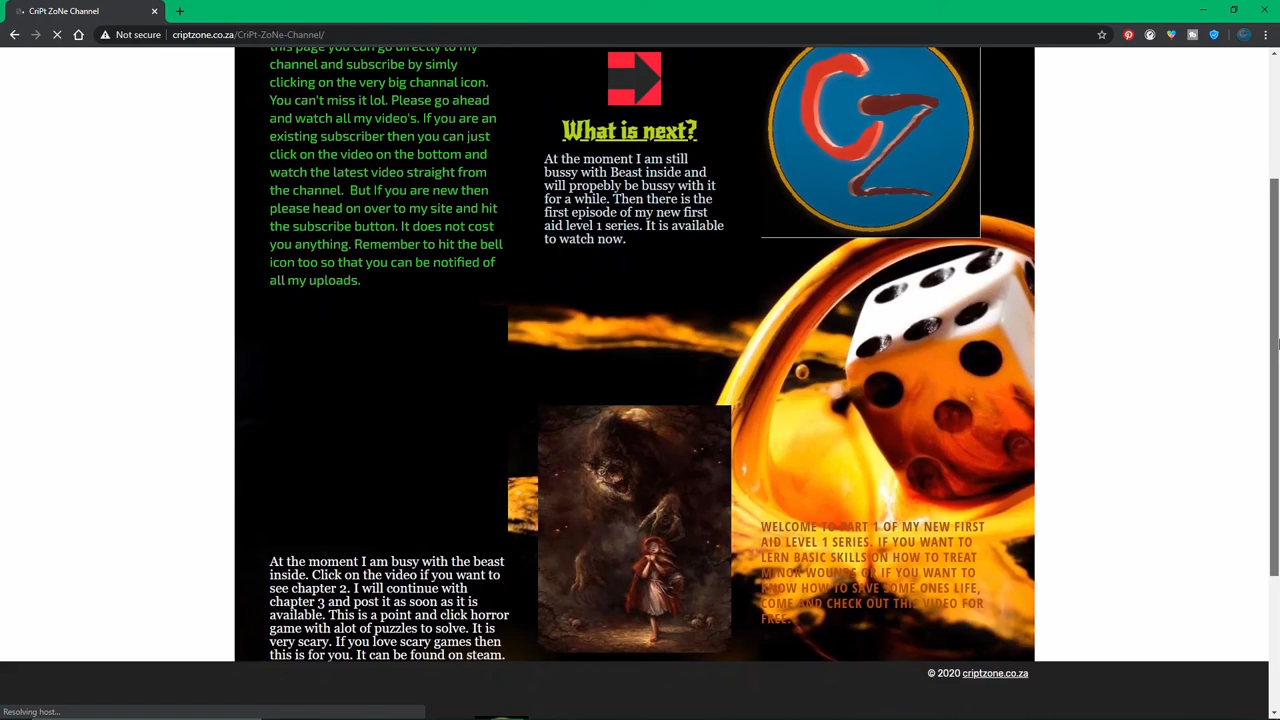 CriPt ZoNe Channel
Not secure
criptzone.co.za/CriPt-ZoNe-Channel/
this page you can go directly to my
channel and subscribe by simly
clicking on the very big channal icon.
You can't miss it lol. Please go ahead
and watch all my video's. If you are an
existing subscriber then you can just
click on the video on the bottom and
watch the latest video straight from
the channel. But If you are new then
please head on over to my site and hit
the subscribe button. It does not cost
you anything. Remember to hit the bell
icon too so that you can be notified of
all my uploads.
What is next?
At the moment I am still
bussy with Beast inside and
will propebly be bussy with it
for a while. Then there is the
first episode of my new first
aid level 1 series. It is available
to watch now.
CZ
At the moment I am busy with the beast
inside. Click on the video if you want to
see chapter 2. I will continue with
chapter 3 and post it as soon as it is
available. This is a point and click horror
game with alot of puzzles to solve. It is
very scary. If you love scary games then
this is for you. It can be found on steam.
WELCOME TO PART 1 OF MY NEW FIRST
AID LEVEL 1 SERIES. IF YOU WANT TO
LERN BASIC SKILLS ON HOW TO TREAT
MINOR WOUNDS OR IF YOU WANT TO
KNOW HOW TO SAVE SOME ONES LIFE,
COME AND CHECK OUT THIS VIDEO FOR
FREE.
© 2020 criptzone.co.za
Resolving host...